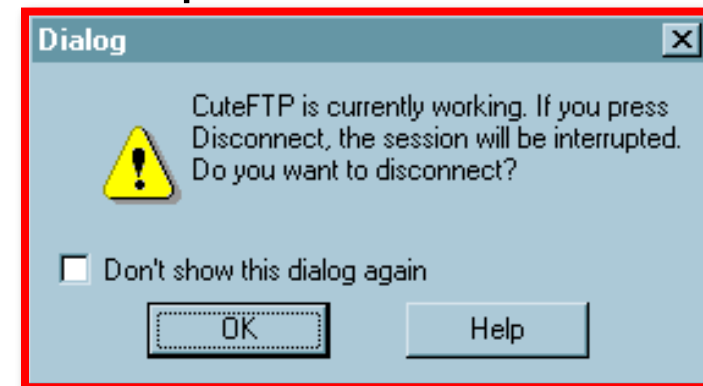 Dialog
CuteFTP is currently working. If you press
Disconnect, the session will be interrupted.
Do you want to disconnect?
Don't show this dialog again
OK
Help